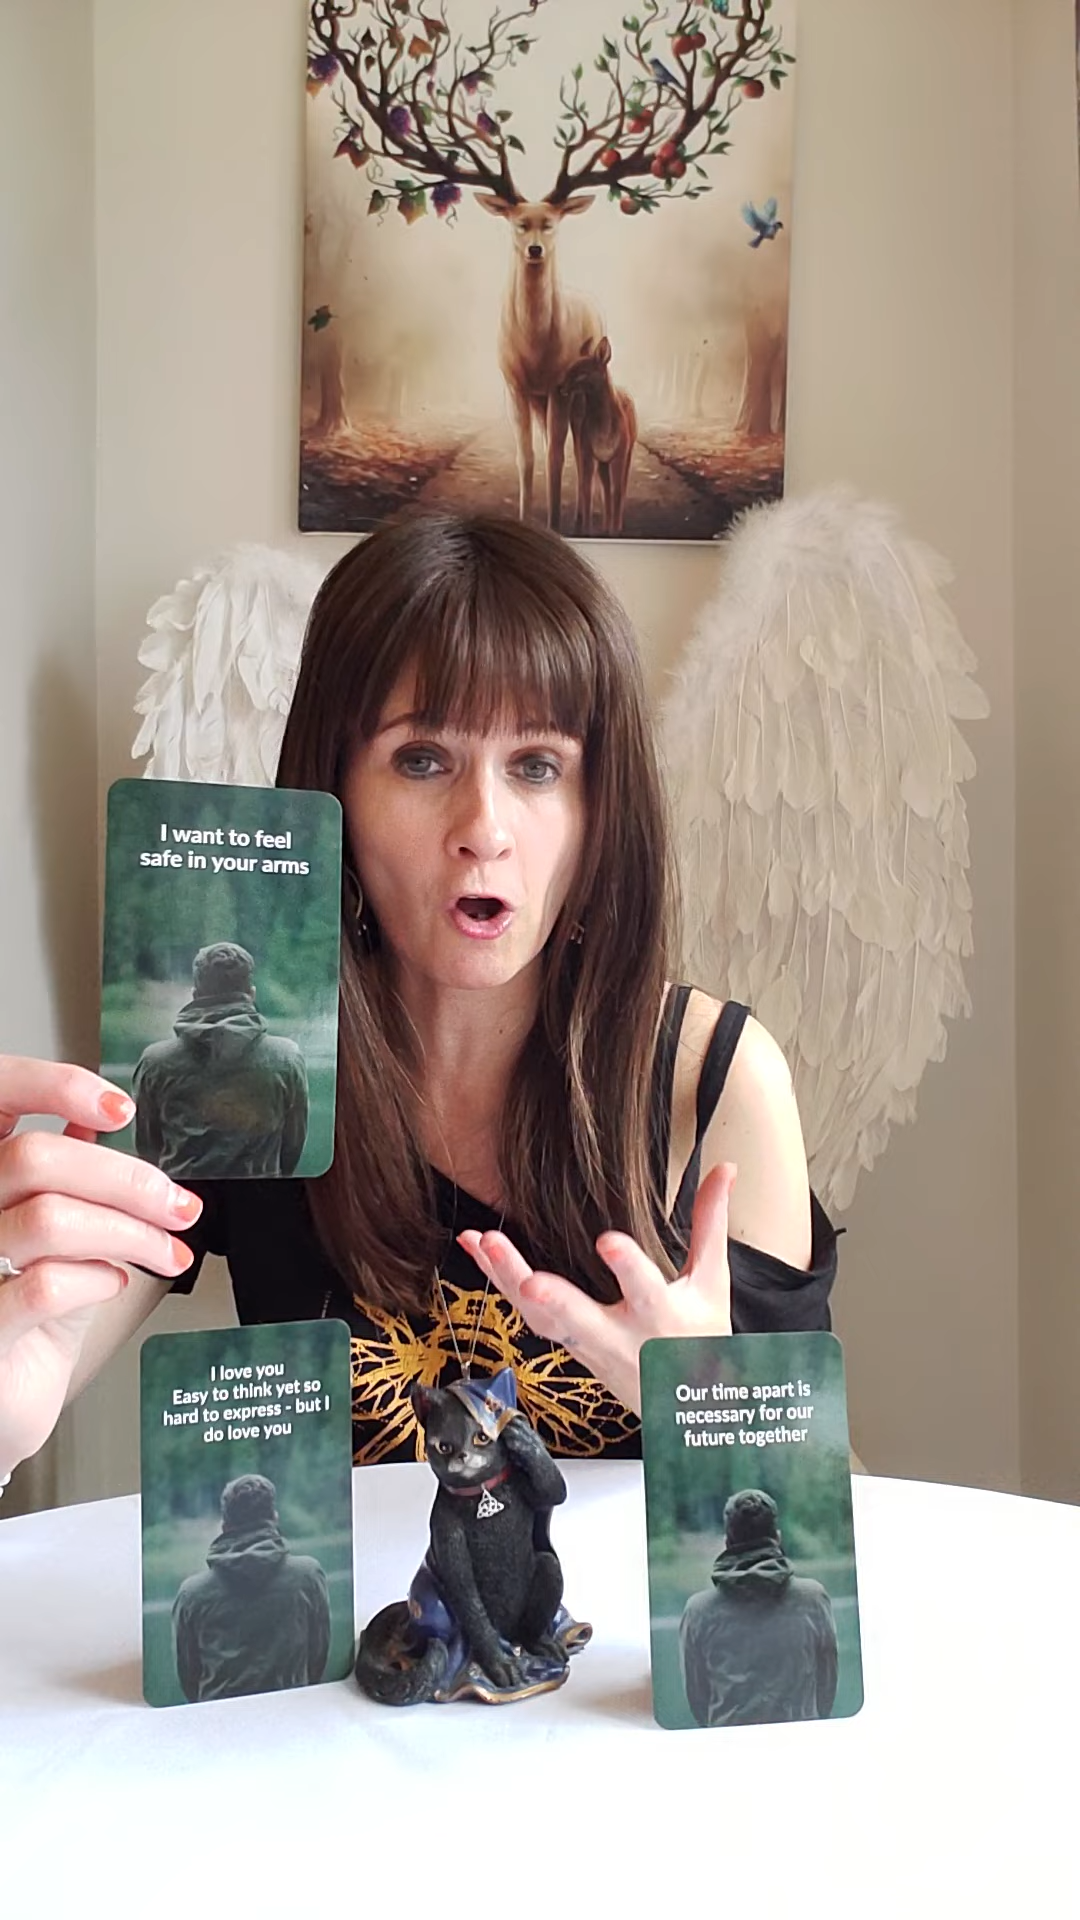 I want to feel
safe in your arms
I love you
Easy to think yet so
hard to express - but I
do love you
Our time apart is
necessary for our
future together